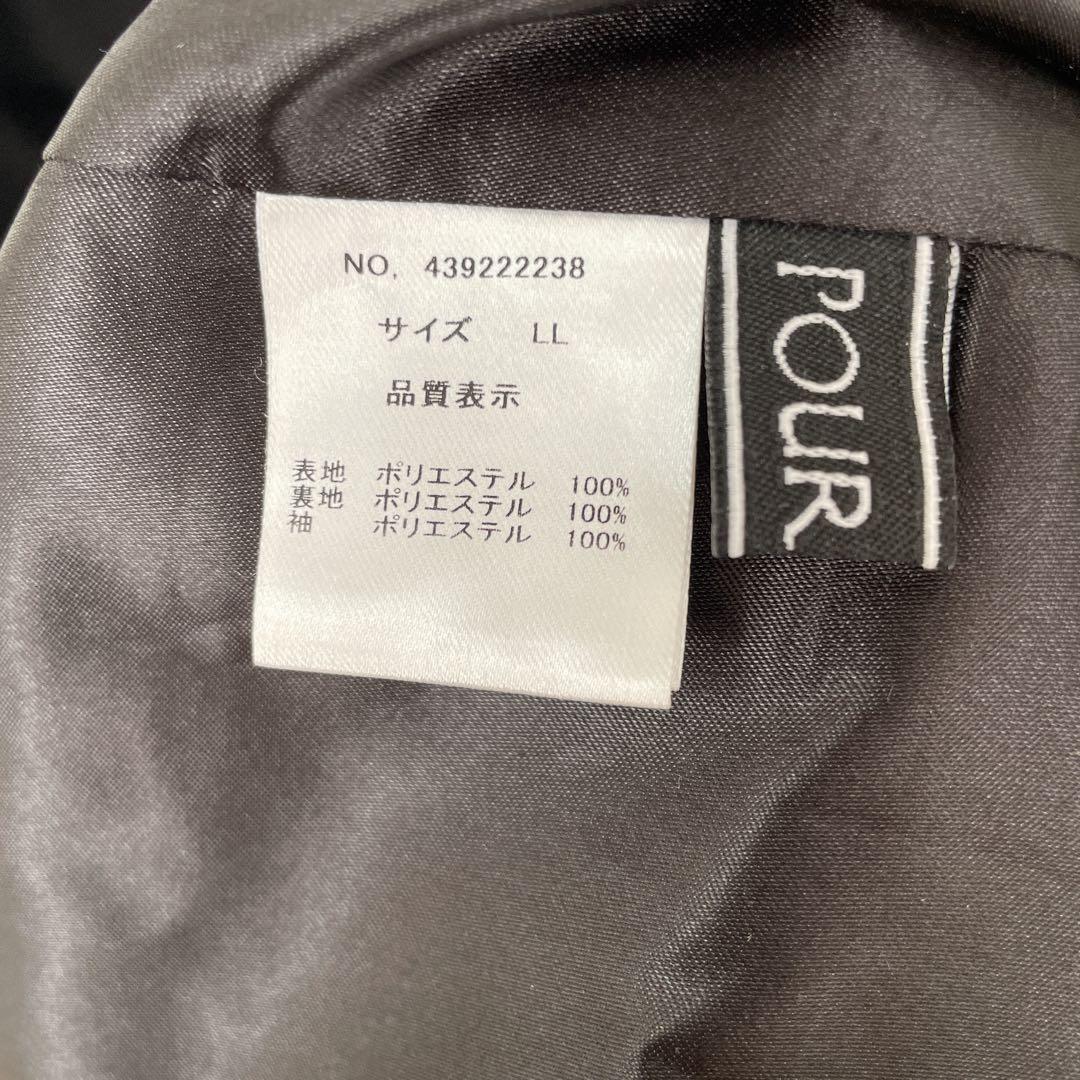 NO. 439222238
サイズ LL
品質表示
表地 ポリエステル 100%
裏地 ポリエステル 100%
袖 ポリエステル 100%
POUR